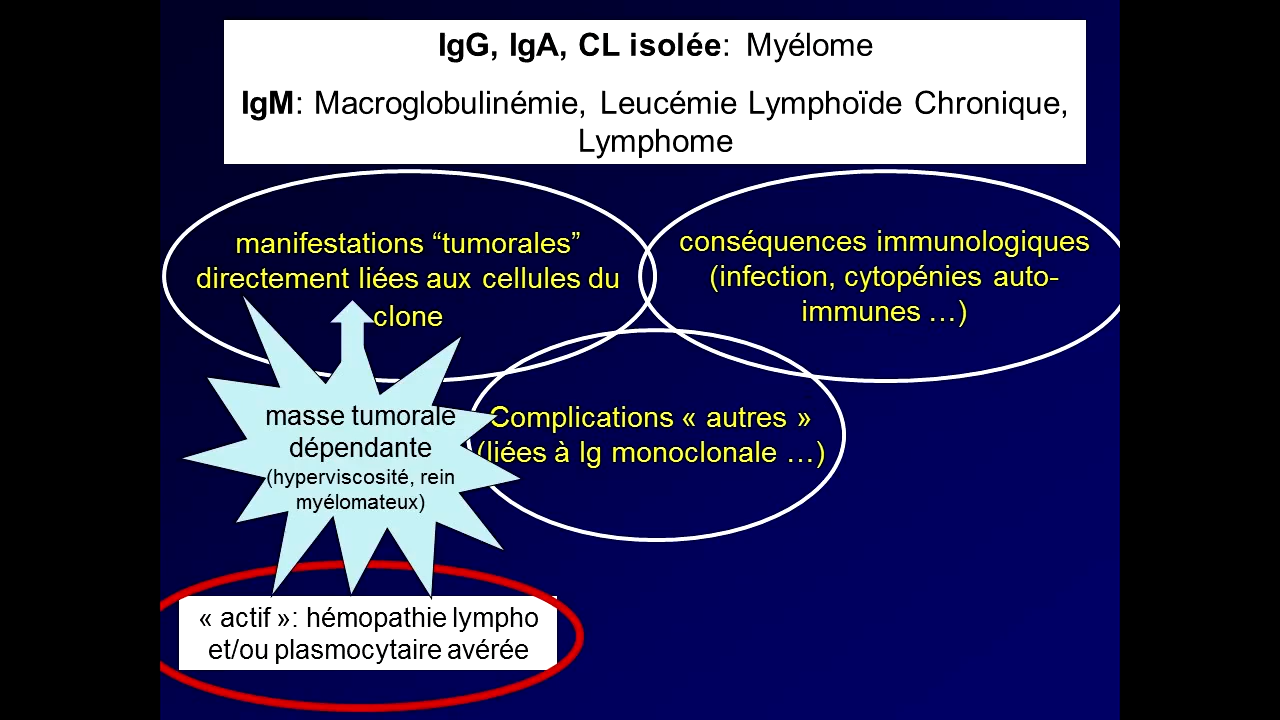 IgG, IgA, CL isolée: Myélome
IgM: Macroglobulinémie, Leucémie Lymphoïde Chronique,
Lymphome
manifestations “tumorales”
directement liées aux cellules du
clone
conséquences immunologiques
(infection, cytopénies auto-
immunes …)
Complications « autres »
(liées à Ig monoclonale …)
masse tumorale
dépendante
(hyperviscosité, rein
myélomateux)
« actif »: hémopathie lympho
et/ou plasmocytaire avérée